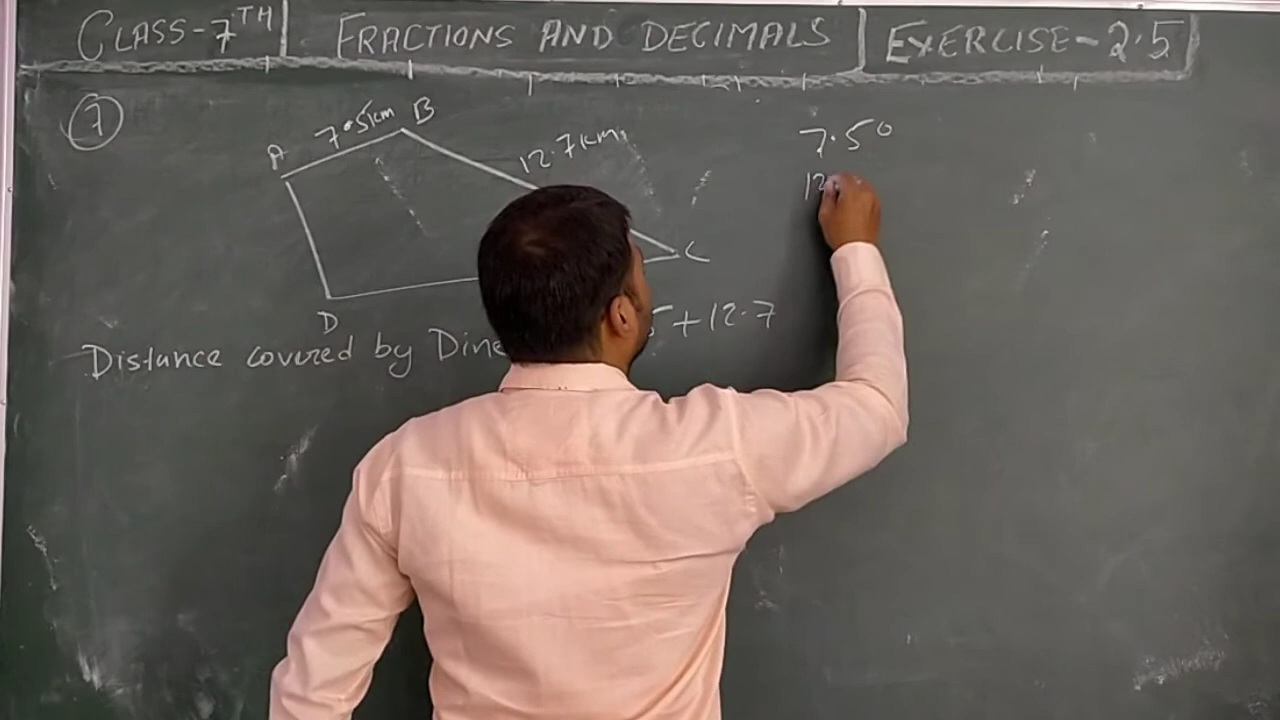 CLASS-7TH FRACTIONS AND DECIMALS EXERCISE-2.5
7
A 7.5km B 12.7km
7.50
12
C
D
5+12.7
Distance covered by Dine